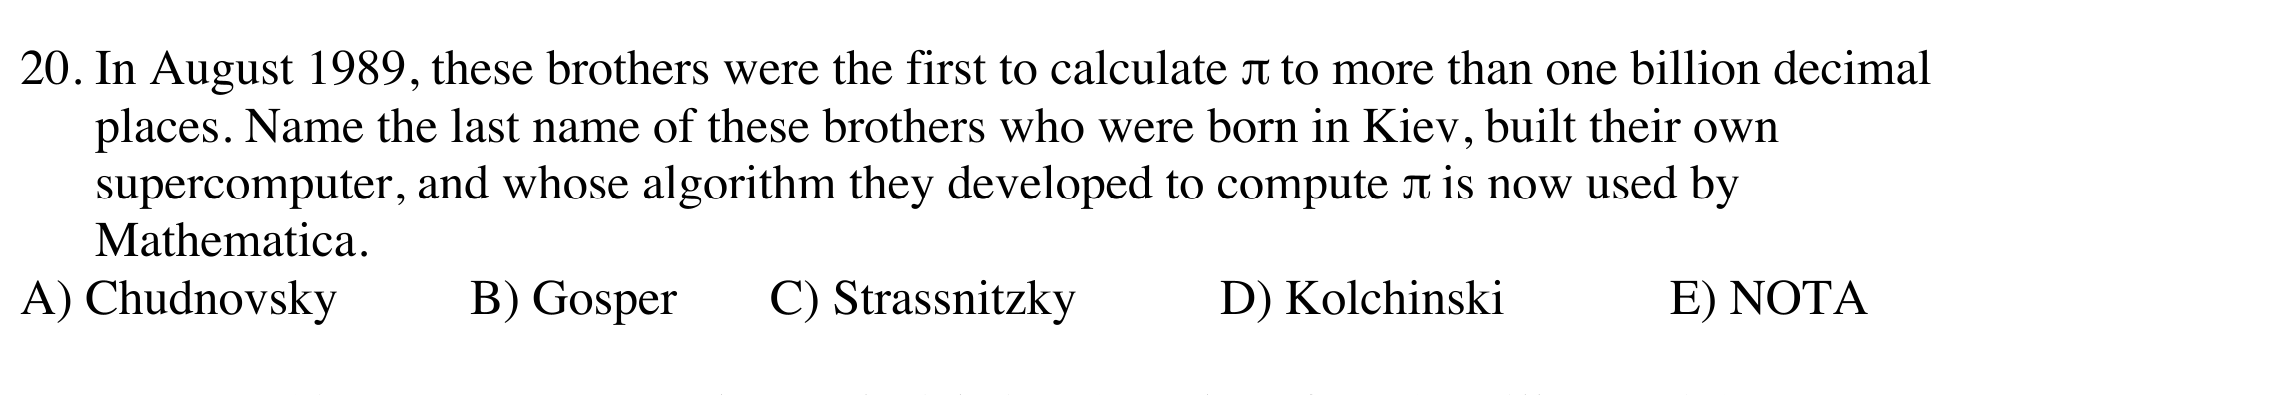 20. In August 1989, these brothers were the first to calculate π to more than one billion decimal
places. Name the last name of these brothers who were born in Kiev, built their own
supercomputer, and whose algorithm they developed to compute π is now used by
Mathematica.
A) Chudnovsky B) Gosper C) Strassnitzky D) Kolchinski E) NOTA